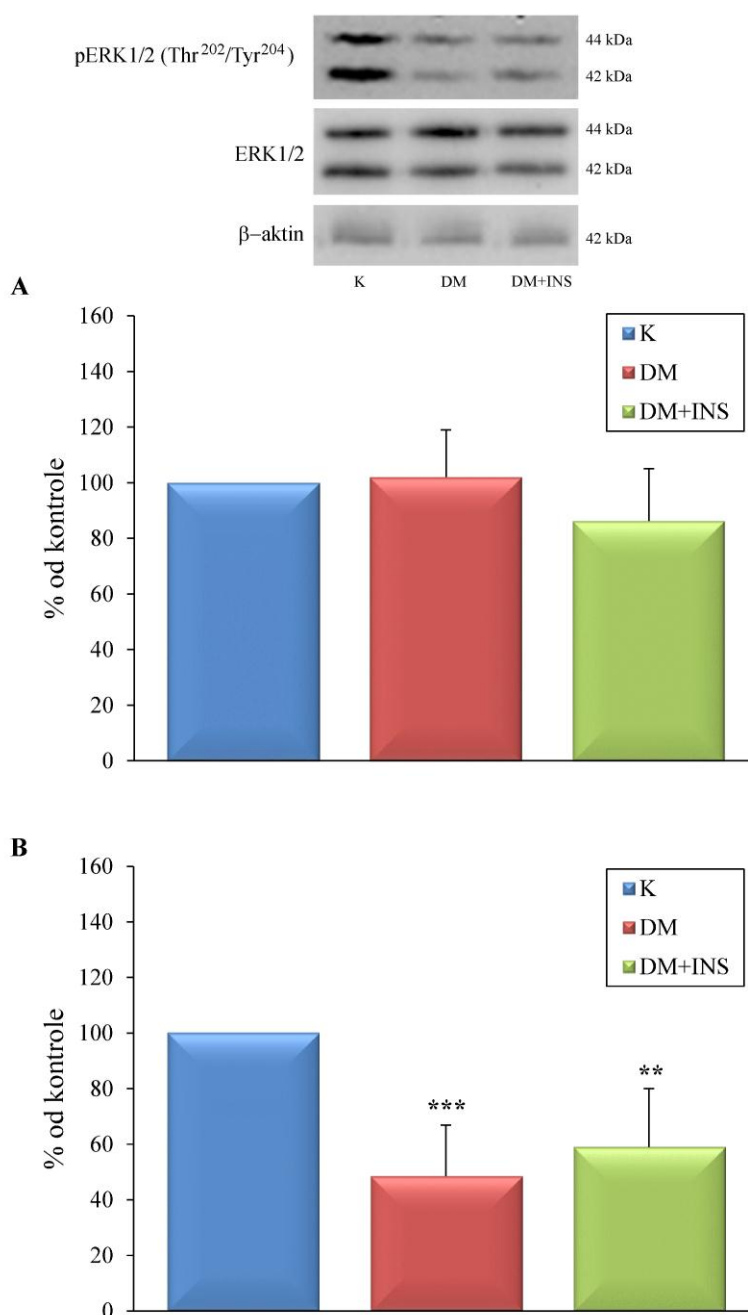 pERK1/2 (Thr²⁰²/Tyr²⁰⁴)
44 kDa
42 kDa
ERK1/2
44 kDa
42 kDa
β−aktin
42 kDa
K DM DM+INS
A
160
140
120
100
80
60
40
20
0
% od kontrole
K
DM
DM+INS
B
160
140
120
100
80
60
40
20
0
% od kontrole
K
DM
DM+INS
***
**